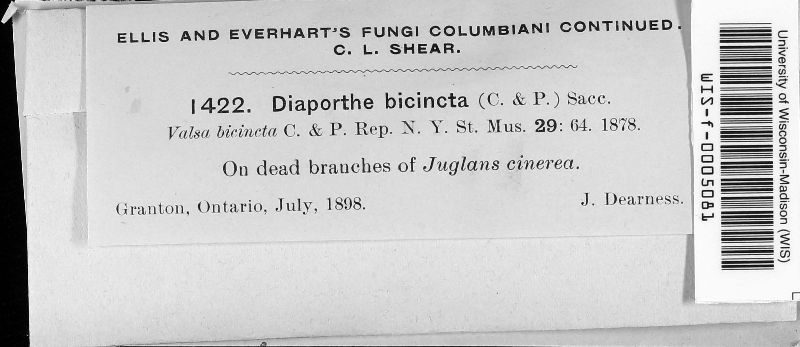 ELLIS AND EVERHART'S FUNGI COLUMBIANI CONTINUED.
C. L. SHEAR.
1422. Diaporthe bicincta (C. & P.) Sacc.
Valsa bicincta C. & P. Rep. N. Y. St. Mus. 29: 64. 1878.
On dead branches of Juglans cinerea.
Granton, Ontario, July, 1898. J. Dearness.
University of Wisconsin-Madison (WIS)
WIS-f-0005081